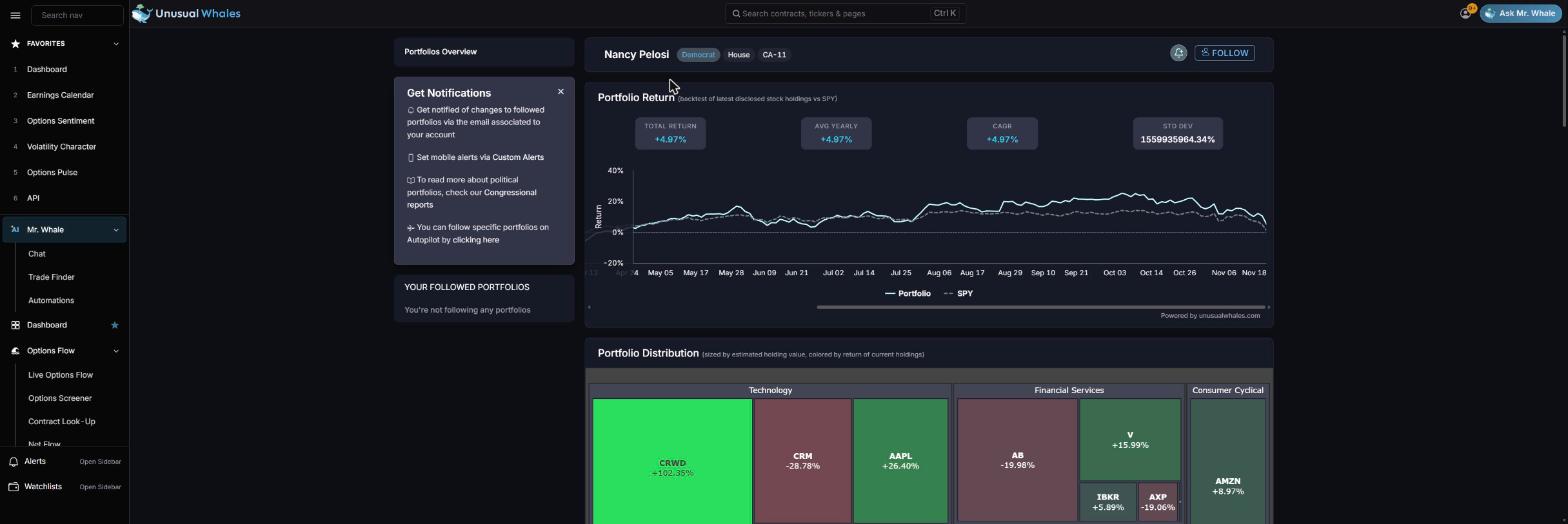 Search nav
Unusual Whales
Search contracts, tickers & pages
Ctrl K
9+
Ask Mr. Whale
FAVORITES
1 Dashboard
2 Earnings Calendar
3 Options Sentiment
4 Volatility Character
5 Options Pulse
6 API
AI Mr. Whale
Chat
Trade Finder
Automations
Dashboard
Options Flow
Live Options Flow
Options Screener
Contract Look-Up
Net Flow
Alerts Open Sidebar
Watchlists Open Sidebar
Portfolios Overview
Get Notifications
Get notified of changes to followed
portfolios via the email associated to
your account
Set mobile alerts via Custom Alerts
To read more about political
portfolios, check our Congressional
reports
You can follow specific portfolios on
Autopilot by clicking here
YOUR FOLLOWED PORTFOLIOS
You're not following any portfolios
Nancy Pelosi Democrat House CA-11
FOLLOW
Portfolio Return (backtest of latest disclosed stock holdings vs SPY)
TOTAL RETURN AVG YEARLY CAGR STD DEV
+4.97% +4.97% +4.97% 1559935964.34%
40%
20%
0%
-20%
Return
Apr 24 May 05 May 17 May 28 Jun 09 Jun 21 Jul 02 Jul 14 Jul 25 Aug 06 Aug 17 Aug 29 Sep 10 Sep 21 Oct 03 Oct 14 Oct 26 Nov 06 Nov 18
Portfolio SPY
Powered by unusualwhales.com
Portfolio Distribution (sized by estimated holding value, colored by return of current holdings)
Technology Financial Services Consumer Cyclical
CRWD
+102.35%
CRM
-28.78%
AAPL
+26.40%
AB
-19.98%
V
+15.99%
IBKR
+5.89%
AXP
-19.06%
AMZN
+8.97%